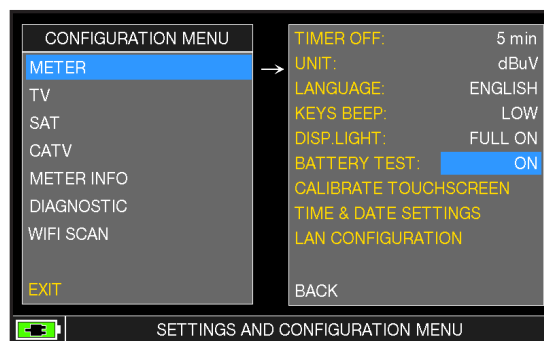 CONFIGURATION MENU
METER
TV
SAT
CATV
METER INFO
DIAGNOSTIC
WIFI SCAN
EXIT
→
TIMER OFF: 5 min
UNIT: dBuV
LANGUAGE: ENGLISH
KEYS BEEP: LOW
DISP.LIGHT: FULL ON
BATTERY TEST: ON
CALIBRATE TOUCHSCREEN
TIME & DATE SETTINGS
LAN CONFIGURATION
BACK
SETTINGS AND CONFIGURATION MENU